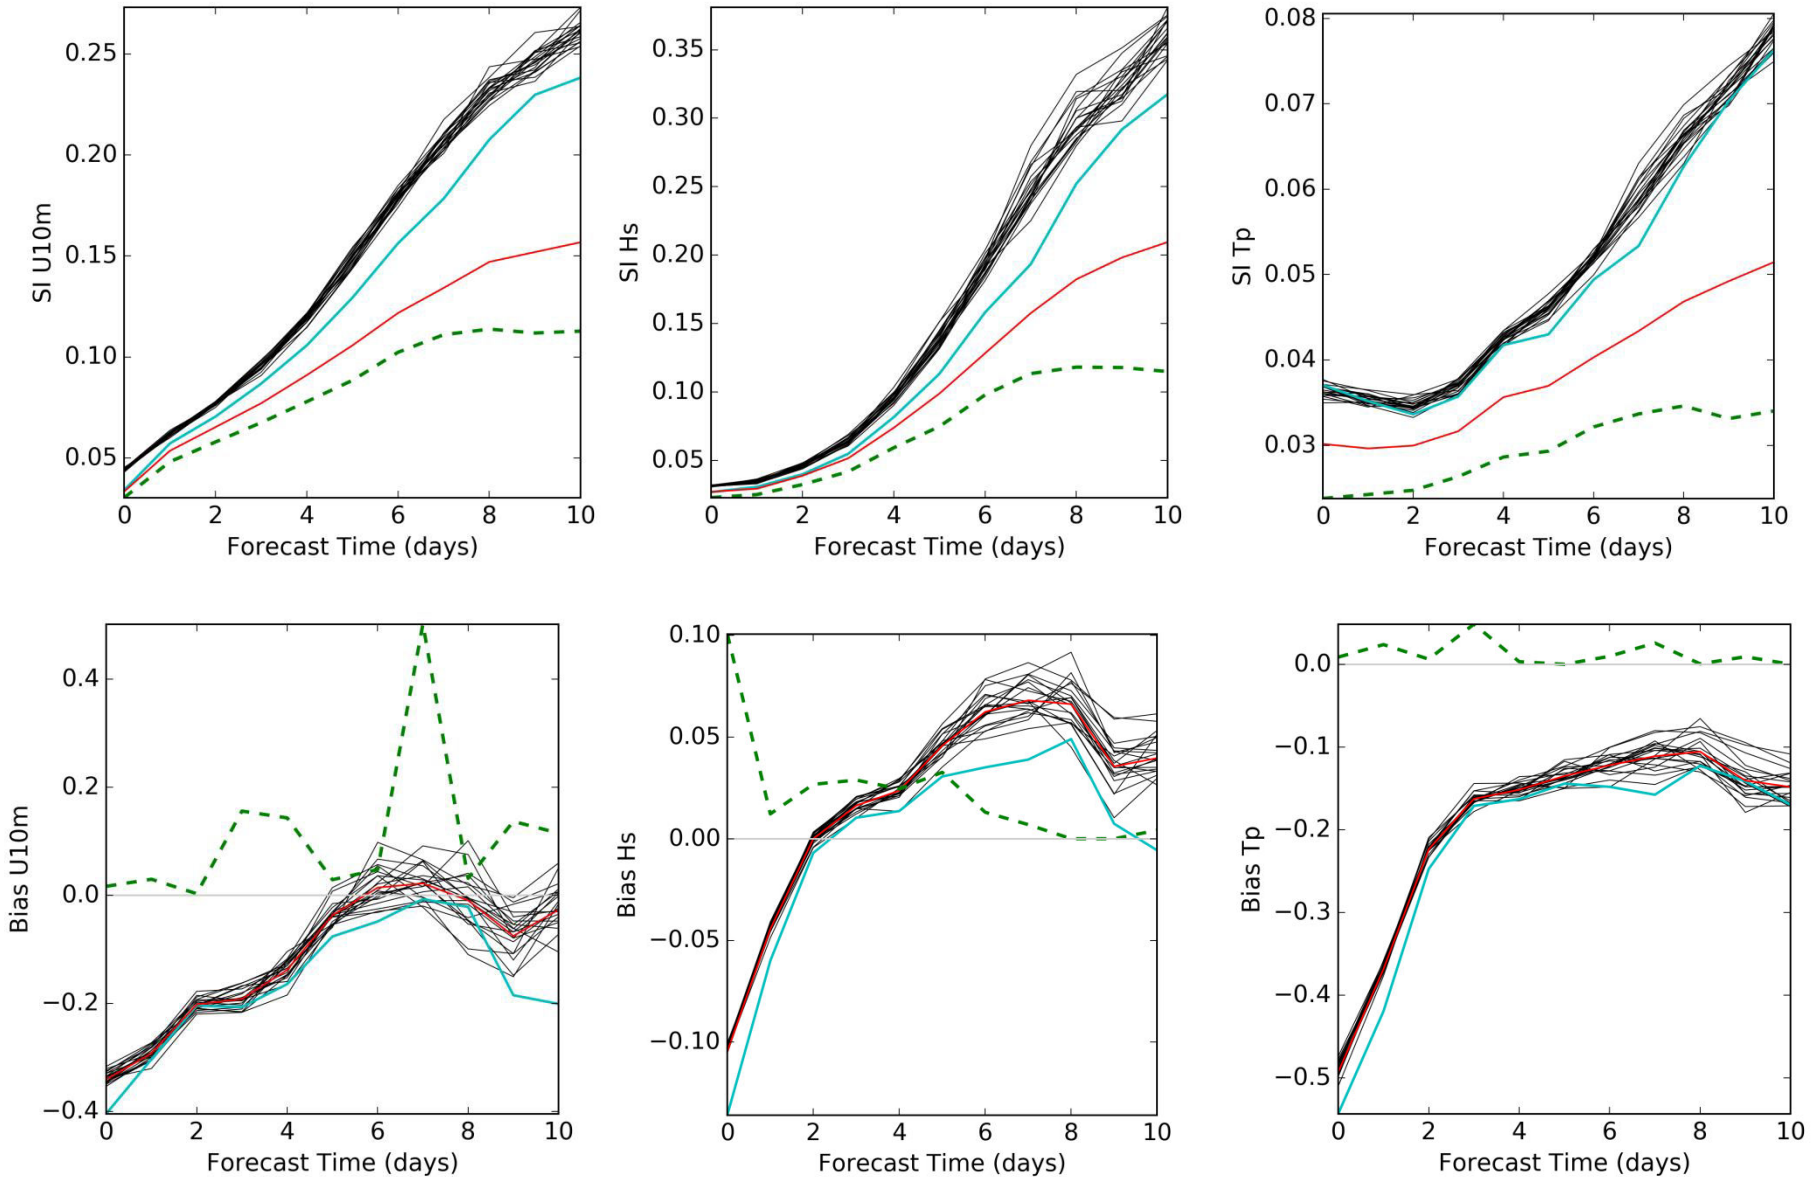 0.25
0.20
0.15
0.10
0.05
SI U10m
0 2 4 6 8 10
Forecast Time (days)
0.35
0.30
0.25
0.20
0.15
0.10
0.05
SI Hs
0 2 4 6 8 10
Forecast Time (days)
0.08
0.07
0.06
0.05
0.04
0.03
SI Tp
0 2 4 6 8 10
Forecast Time (days)
0.4
0.2
0.0
−0.2
−0.4
Bias U10m
0 2 4 6 8 10
Forecast Time (days)
0.10
0.05
0.00
−0.05
−0.10
Bias Hs
0 2 4 6 8 10
Forecast Time (days)
0.0
−0.1
−0.2
−0.3
−0.4
−0.5
Bias Tp
0 2 4 6 8 10
Forecast Time (days)